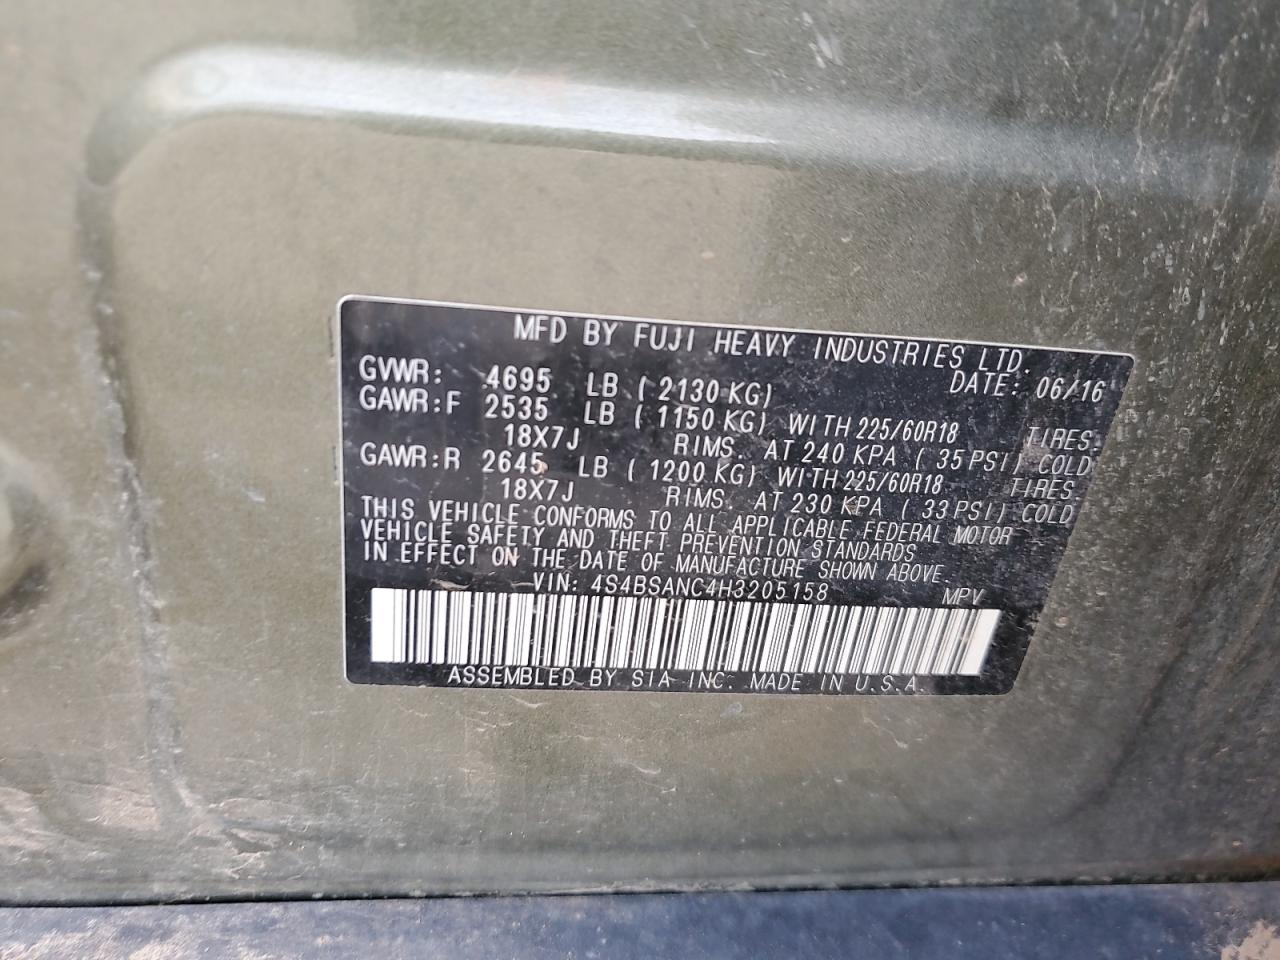 MFD BY FUJI HEAVY INDUSTRIES LTD.
DATE: 06/16
GVWR: 4695 LB ( 2130 KG)
GAWR:F 2535 LB ( 1150 KG) WITH 225/60R18 TIRES:
18X7J RIMS. AT 240 KPA ( 35 PSI) COLD
GAWR:R 2645 LB ( 1200 KG) WITH 225/60R18 TIRES
18X7J RIMS. AT 230 KPA ( 33 PSI) COLD
THIS VEHICLE CONFORMS TO ALL APPLICABLE FEDERAL MOTOR
VEHICLE SAFETY AND THEFT PREVENTION STANDARDS
IN EFFECT ON THE DATE OF MANUFACTURE SHOWN ABOVE.
VIN: 4S4BSANC4H3205158 MPV
ASSEMBLED BY SIA INC. MADE IN U.S.A.